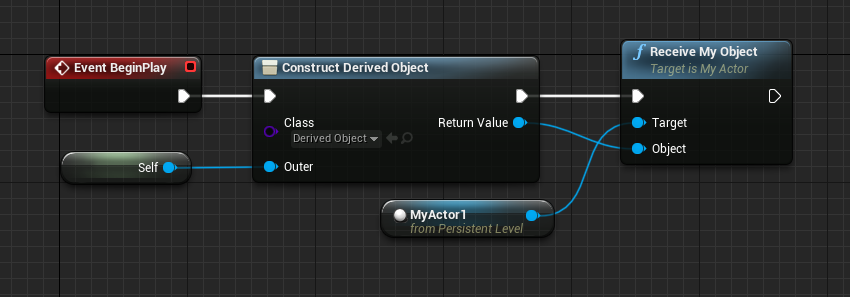 Event BeginPlay
Construct Derived Object
Receive My Object
Target is My Actor
Class
Derived Object
Return Value
Target
Object
Self
Outer
MyActor1
from Persistent Level